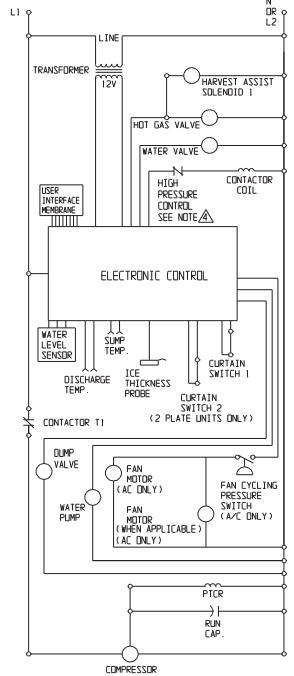 N
OR
L1
L2
LINE
TRANSFORMER
12V
HARVEST ASSIST
SOLENOID 1
HOT GAS VALVE
WATER VALVE
HIGH
PRESSURE
CONTROL
SEE NOTE 4
CONTACTOR
COIL
USER
INTERFACE
MEMBRANE
ELECTRONIC CONTROL
WATER
LEVEL
SENSOR
SUMP
TEMP.
DISCHARGE
TEMP.
ICE
THICKNESS
PROBE
CURTAIN
SWITCH 1
CURTAIN
SWITCH 2
(2 PLATE UNITS ONLY)
CONTACTOR T1
DUMP
VALVE
WATER
PUMP
FAN
MOTOR
(AC ONLY)
FAN
MOTOR
(WHEN APPLICABLE)
(AC ONLY)
FAN CYCLING
PRESSURE
SWITCH
(A/C ONLY)
PTCR
RUN
CAP.
COMPRESSOR